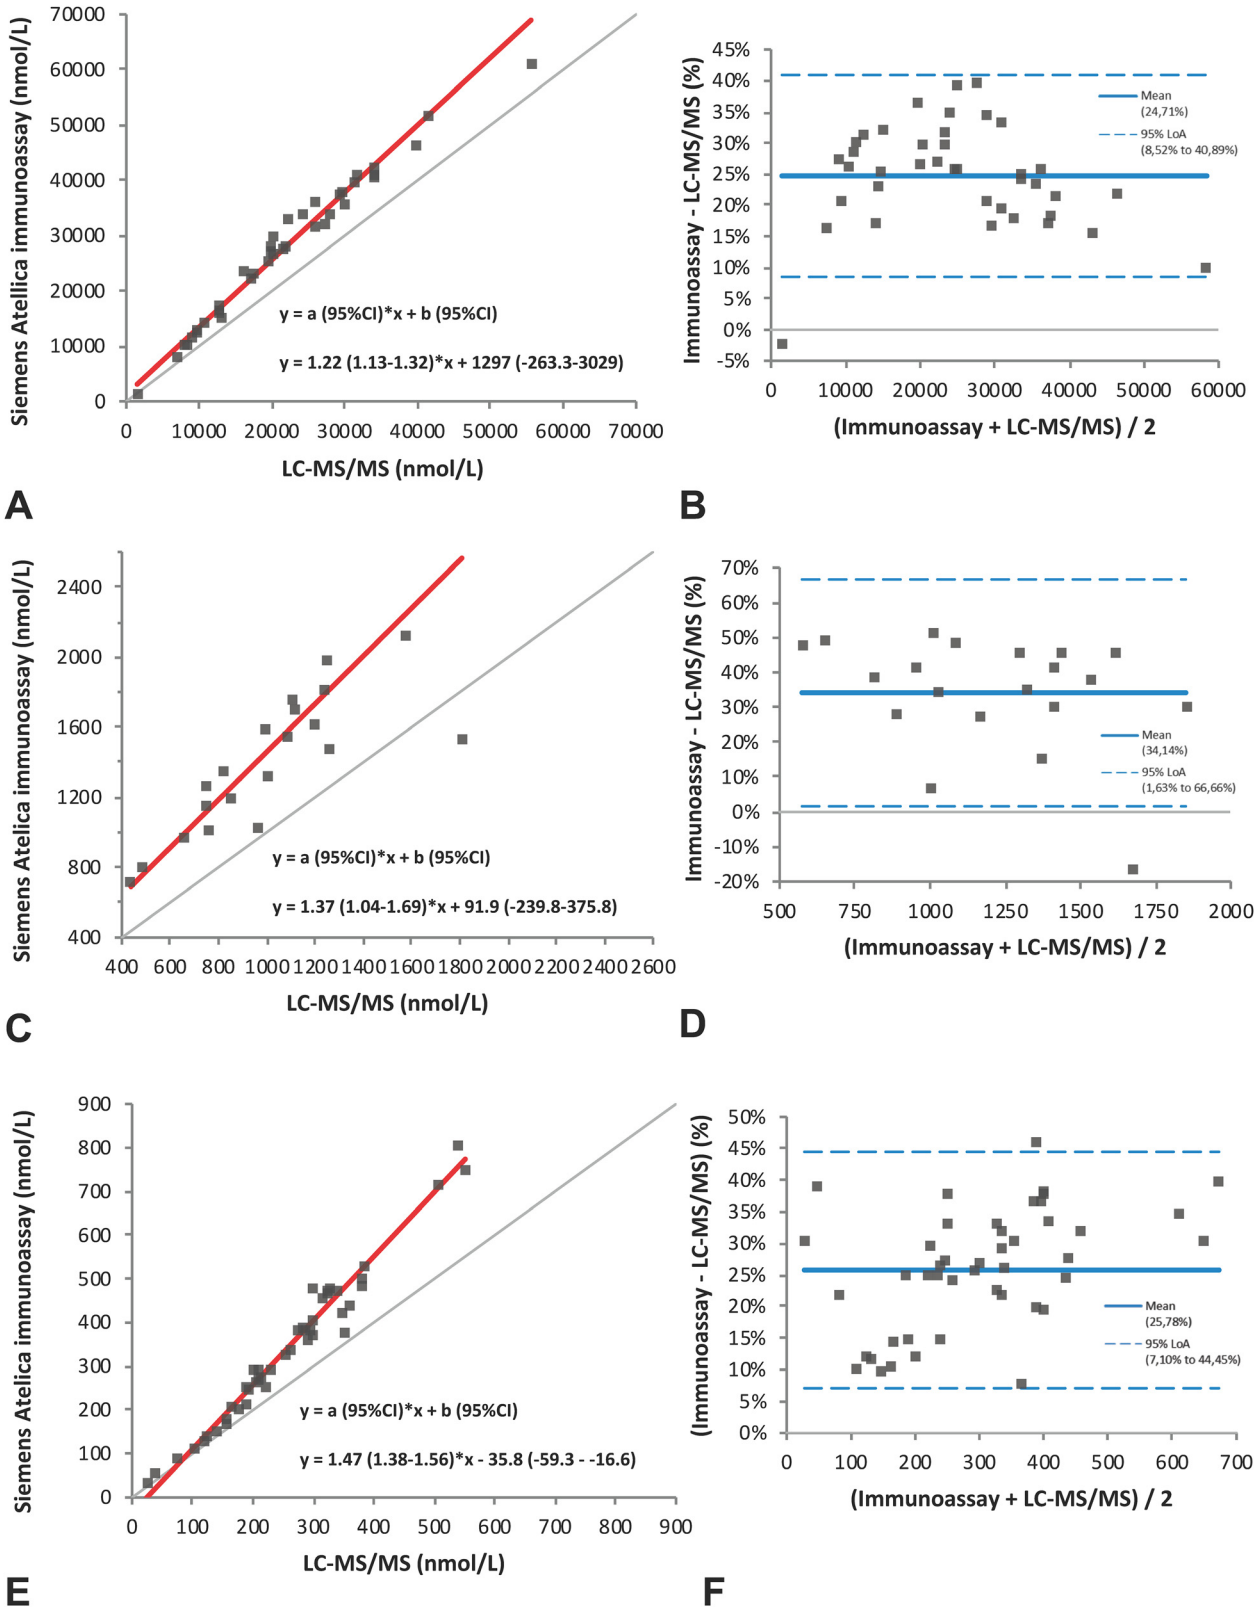 70000
60000
50000
40000
30000
20000
10000
0
Siemens Atellica immunoassay (nmol/L)
y = a (95%CI)*x + b (95%CI)
y = 1.22 (1.13-1.32)*x + 1297 (-263.3-3029)
0 10000 20000 30000 40000 50000 60000 70000
LC-MS/MS (nmol/L)
A
45%
40%
35%
30%
25%
20%
15%
10%
5%
0%
-5%
Immunoassay - LC-MS/MS (%)
Mean
(24,71%)
95% LoA
(8,52% to 40,89%)
0 10000 20000 30000 40000 50000 60000
(Immunoassay + LC-MS/MS) / 2
B
2400
2000
1600
1200
800
400
Siemens Atelica immunoassay (nmol/L)
y = a (95%CI)*x + b (95%CI)
y = 1.37 (1.04-1.69)*x + 91.9 (-239.8-375.8)
400 600 800 1000 1200 1400 1600 1800 2000 2200 2400 2600
LC-MS/MS (nmol/L)
C
70%
60%
50%
40%
30%
20%
10%
0%
-10%
-20%
Immunoassay - LC-MS/MS (%)
Mean
(34,14%)
95% LoA
(1,63% to 66,66%)
500 750 1000 1250 1500 1750 2000
(Immunoassay + LC-MS/MS) / 2
D
900
800
700
600
500
400
300
200
100
0
Siemens Atelica immunoassay (nmol/L)
y = a (95%CI)*x + b (95%CI)
y = 1.47 (1.38-1.56)*x - 35.8 (-59.3 - -16.6)
0 100 200 300 400 500 600 700 800 900
LC-MS/MS (nmol/L)
E
50%
45%
40%
35%
30%
25%
20%
15%
10%
5%
0%
(Immunoassay - LC-MS/MS) (%)
Mean
(25,78%)
95% LoA
(7,10% to 44,45%)
0 100 200 300 400 500 600 700
(Immunoassay + LC-MS/MS) / 2
F